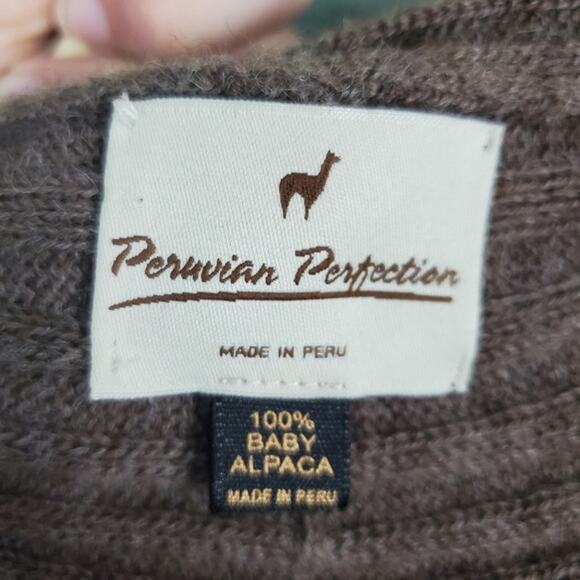 Peruvian Perfection
MADE IN PERU
100%
BABY
ALPACA
MADE IN PERU